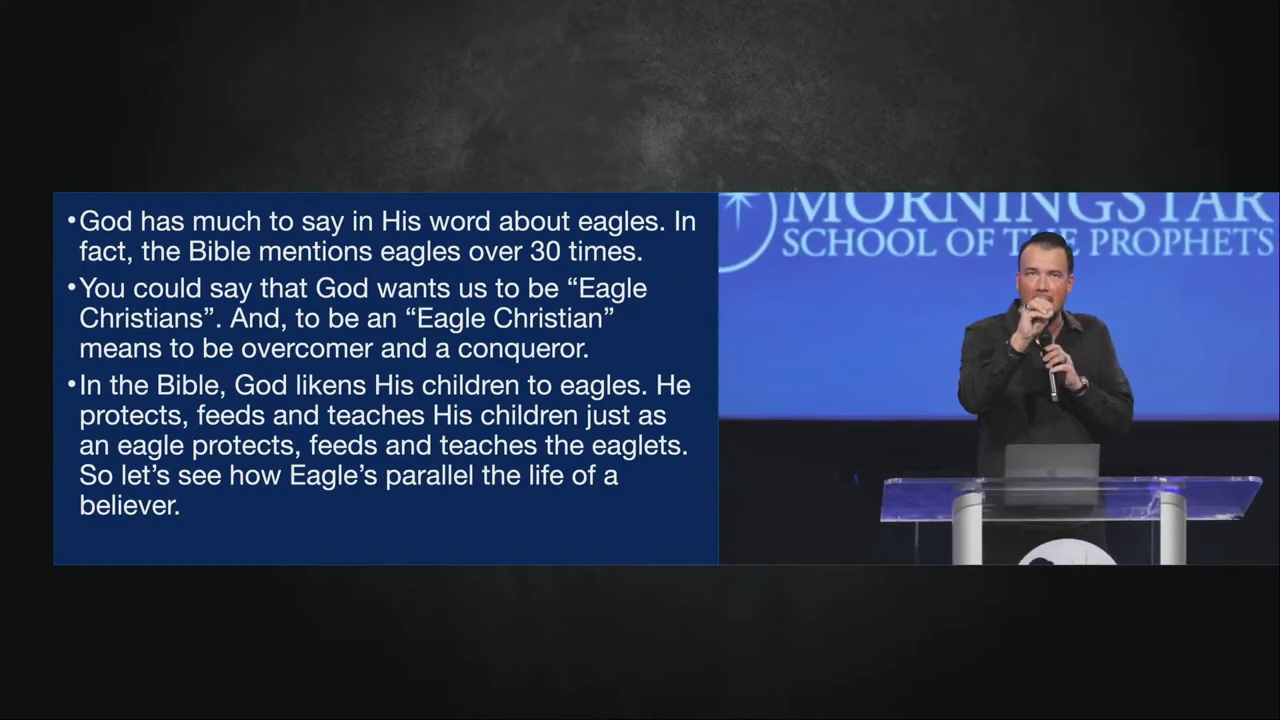 •God has much to say in His word about eagles. In
fact, the Bible mentions eagles over 30 times.
•You could say that God wants us to be “Eagle
Christians”. And, to be an “Eagle Christian”
means to be overcomer and a conqueror.
•In the Bible, God likens His children to eagles. He
protects, feeds and teaches His children just as
an eagle protects, feeds and teaches the eaglets.
So let’s see how Eagle’s parallel the life of a
believer.
MORNINGSTAR
SCHOOL OF THE PROPHETS